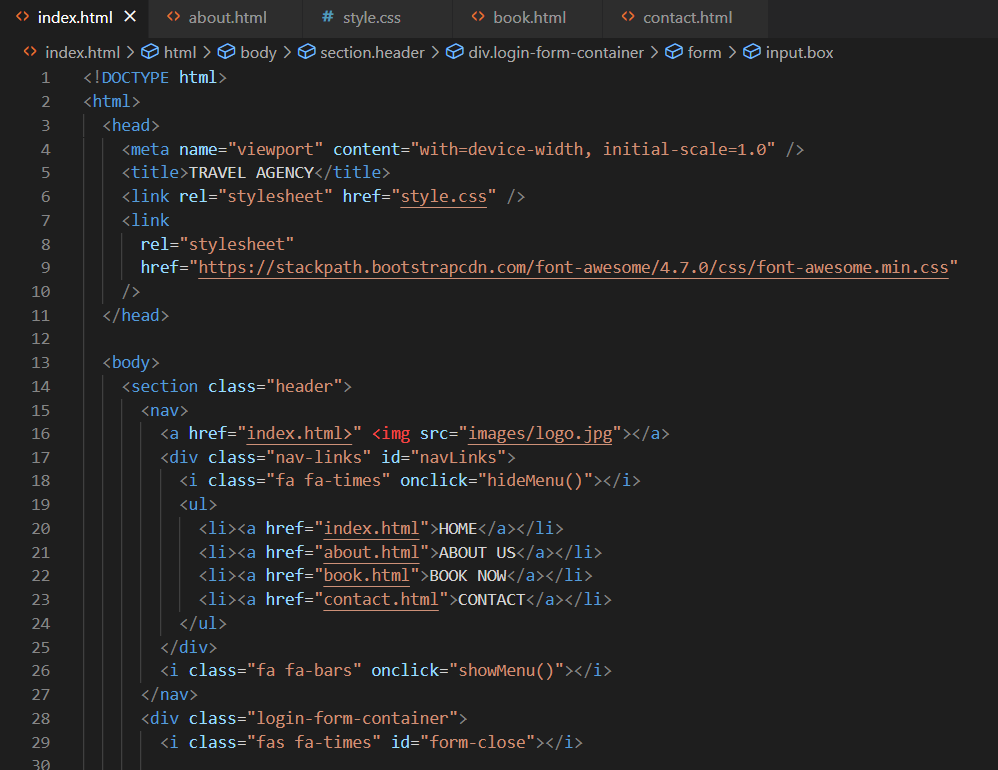 index.html × about.html # style.css book.html contact.html
index.html > html > body > section.header > div.login-form-container > form > input.box
1 <!DOCTYPE html>
2 <html>
3 <head>
4 <meta name="viewport" content="with=device-width, initial-scale=1.0" />
5 <title>TRAVEL AGENCY</title>
6 <link rel="stylesheet" href="style.css" />
7 <link
8 rel="stylesheet"
9 href="https://stackpath.bootstrapcdn.com/font-awesome/4.7.0/css/font-awesome.min.css"
10 />
11 </head>
12
13 <body>
14 <section class="header">
15 <nav>
16 <a href="index.html>" <img src="images/logo.jpg"></a>
17 <div class="nav-links" id="navLinks">
18 <i class="fa fa-times" onclick="hideMenu()"></i>
19 <ul>
20 <li><a href="index.html">HOME</a></li>
21 <li><a href="about.html">ABOUT US</a></li>
22 <li><a href="book.html">BOOK NOW</a></li>
23 <li><a href="contact.html">CONTACT</a></li>
24 </ul>
25 </div>
26 <i class="fa fa-bars" onclick="showMenu()"></i>
27 </nav>
28 <div class="login-form-container">
29 <i class="fas fa-times" id="form-close"></i>
30